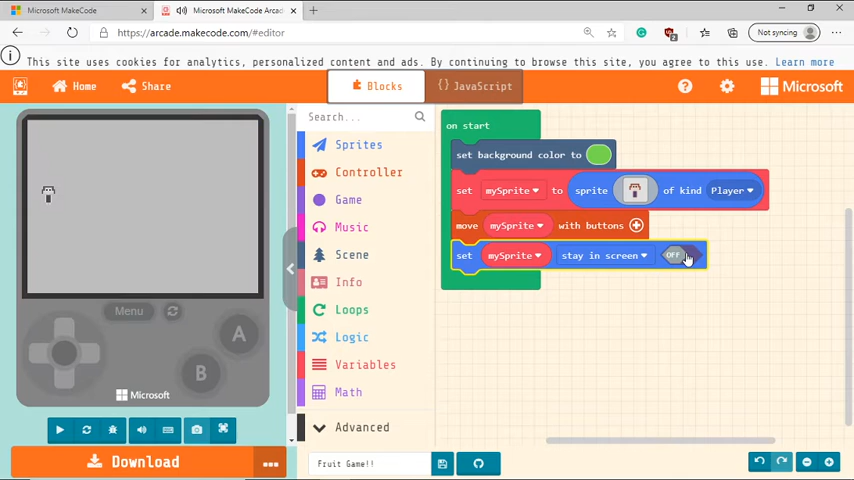 Microsoft MakeCode
Microsoft MakeCode Arcad
https://arcade.makecode.com/#editor
2
Not syncing
This site uses cookies for analytics, personalized content and ads. By continuing to browse this site, you agree to this use.
Learn more
Home
Share
Blocks
{} JavaScript
?
Microsoft
Search...
Sprites
Controller
Game
Music
Scene
Info
Loops
Logic
Variables
Math
Advanced
on start
set background color to
set mySprite to sprite of kind Player
move mySprite with buttons
set mySprite stay in screen OFF
Menu
A
B
Microsoft
Download
Fruit Game!!